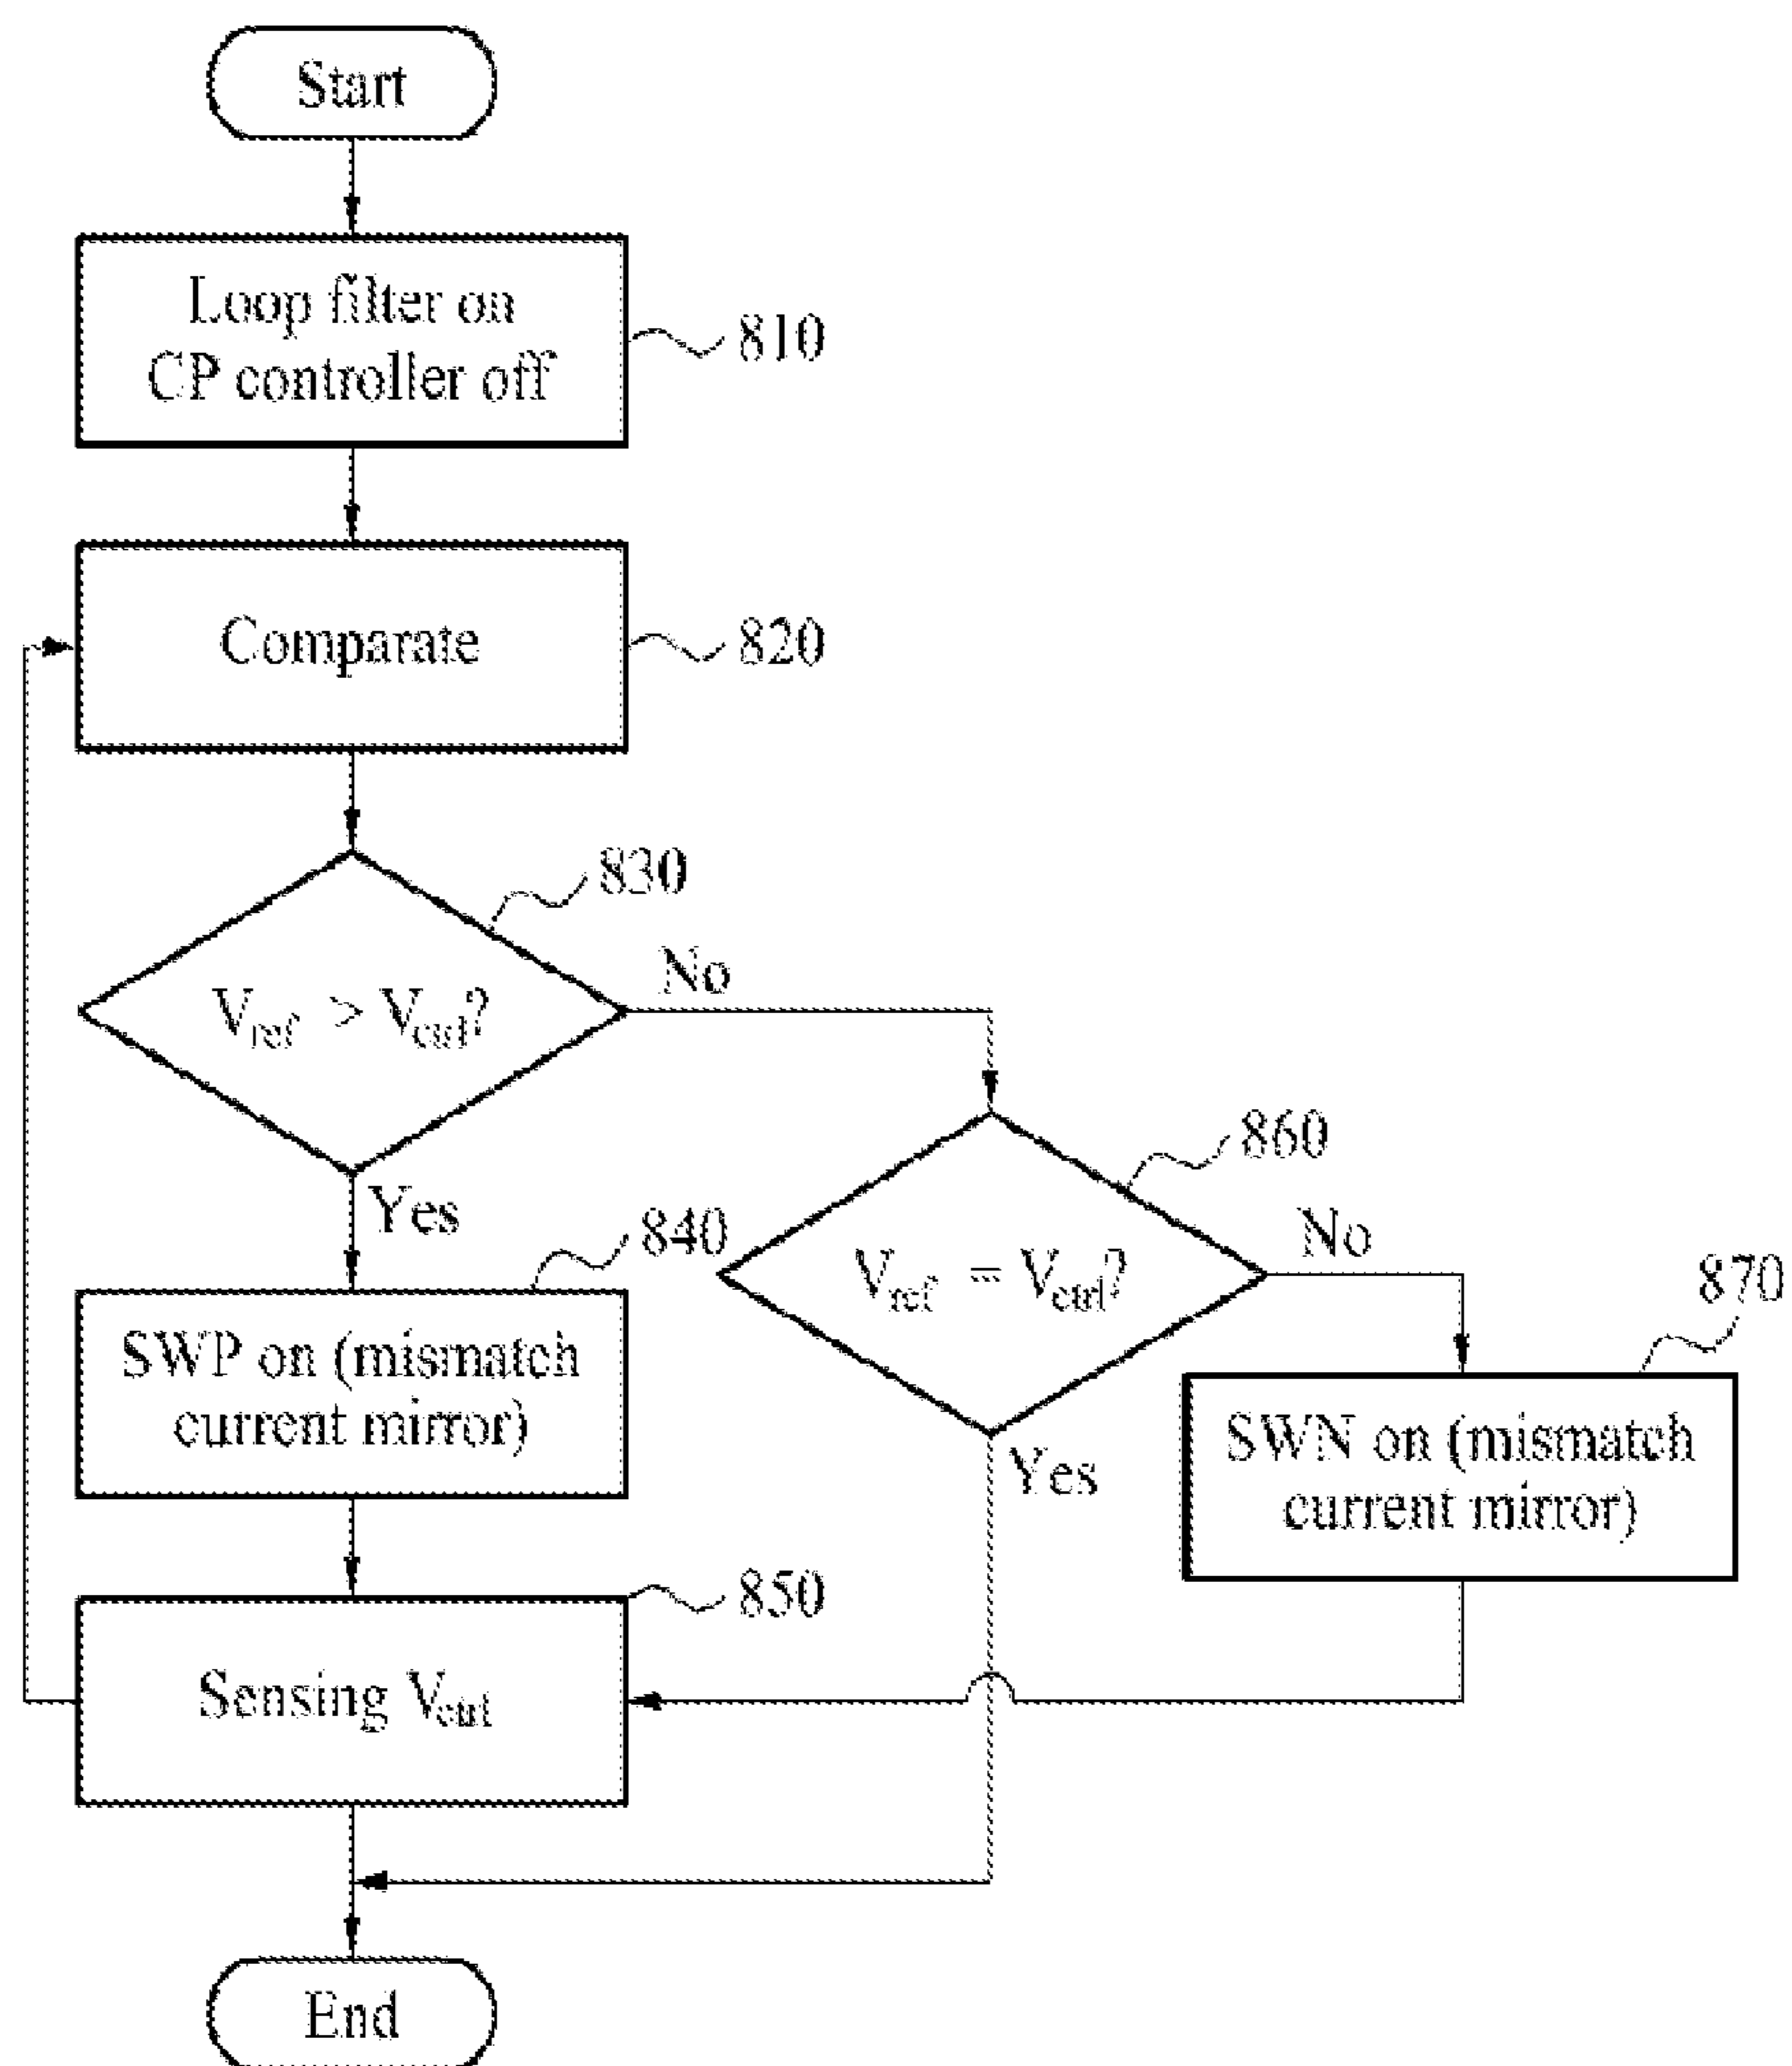 Start
Loop filter on
CP controller off
810
Comparate
820
830
Vref > Vctrl?
No
Yes
840
SWP on (mismatch
current mirror)
860
Vref = Vctrl?
No
Yes
870
SWN on (mismatch
current mirror)
850
Sensing Vctrl
End